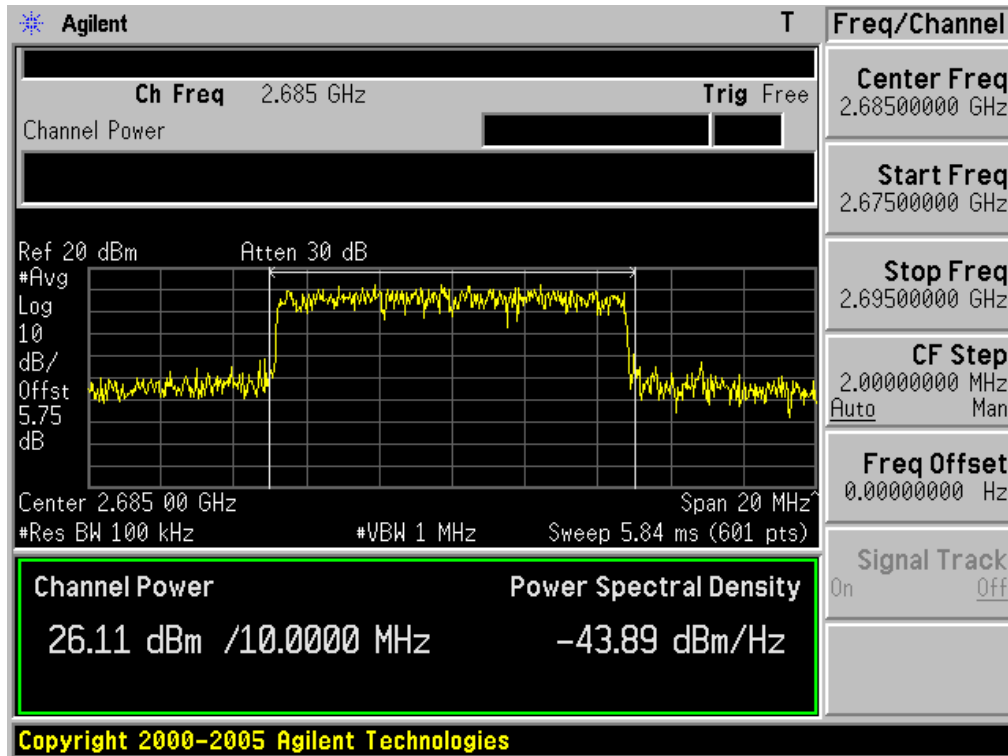 Agilent T
Freq/Channel
Ch Freq 2.685 GHz Trig Free
Channel Power
Center Freq
2.68500000 GHz
Start Freq
2.67500000 GHz
Stop Freq
2.69500000 GHz
CF Step
2.00000000 MHz
Auto Man
Freq Offset
0.00000000 Hz
Signal Track
On Off
Ref 20 dBm Atten 30 dB
#Avg
Log
10
dB/
Offst
5.75
dB
Center 2.685 00 GHz Span 20 MHz^
#Res BW 100 kHz #VBW 1 MHz Sweep 5.84 ms (601 pts)
Channel Power Power Spectral Density
26.11 dBm /10.0000 MHz -43.89 dBm/Hz
Copyright 2000-2005 Agilent Technologies